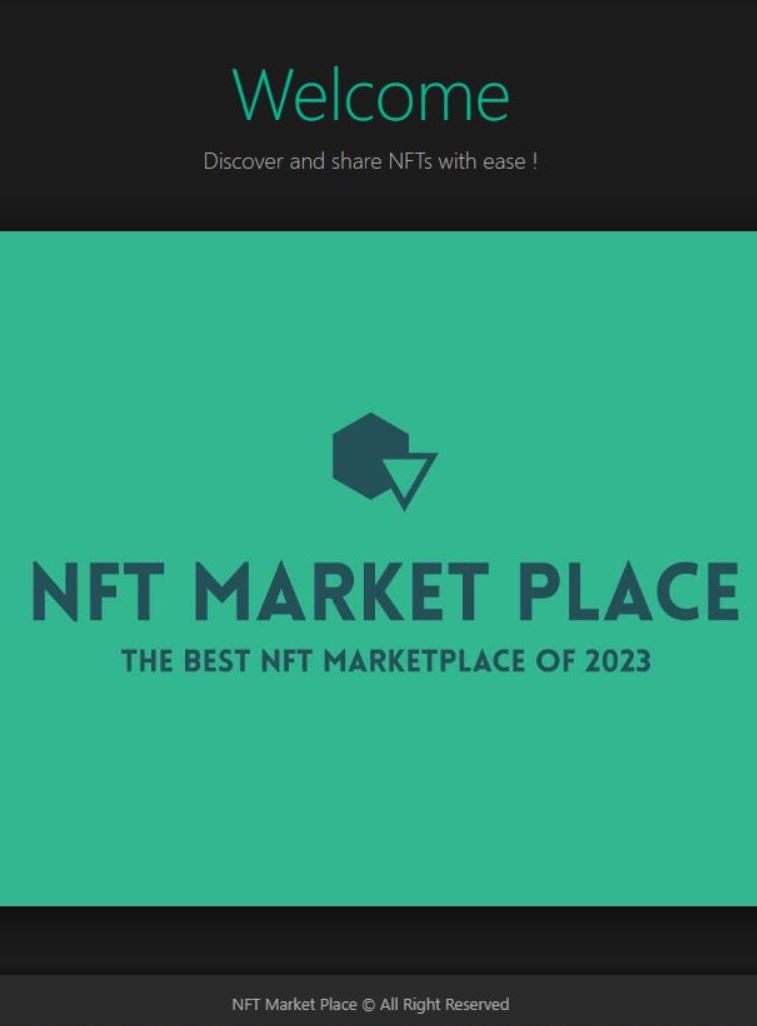 Welcome
Discover and share NFTs with ease !
NFT MARKET PLACE
THE BEST NFT MARKETPLACE OF 2023
NFT Market Place © All Right Reserved